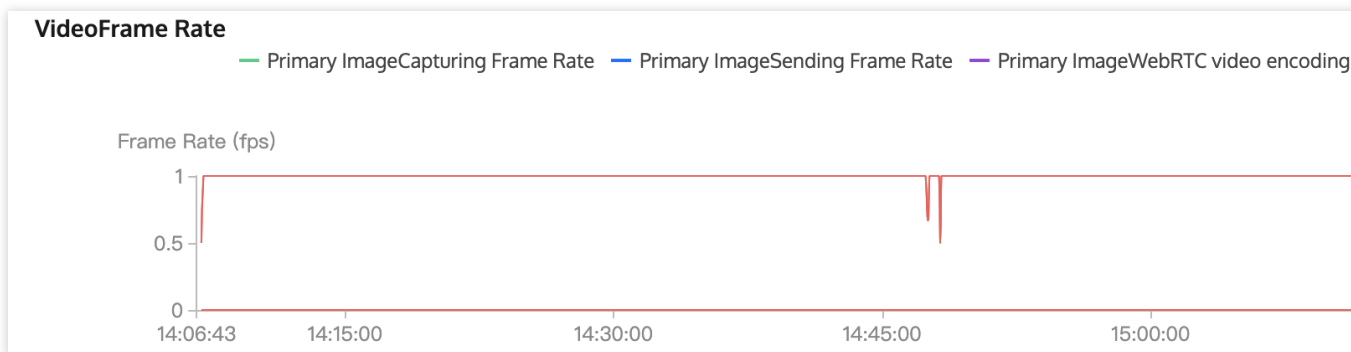 VideoFrame Rate
Primary ImageCapturing Frame Rate Primary ImageSending Frame Rate Primary ImageWebRTC video encoding
Frame Rate (fps)
1
0.5
0
14:06:43 14:15:00 14:30:00 14:45:00 15:00:00